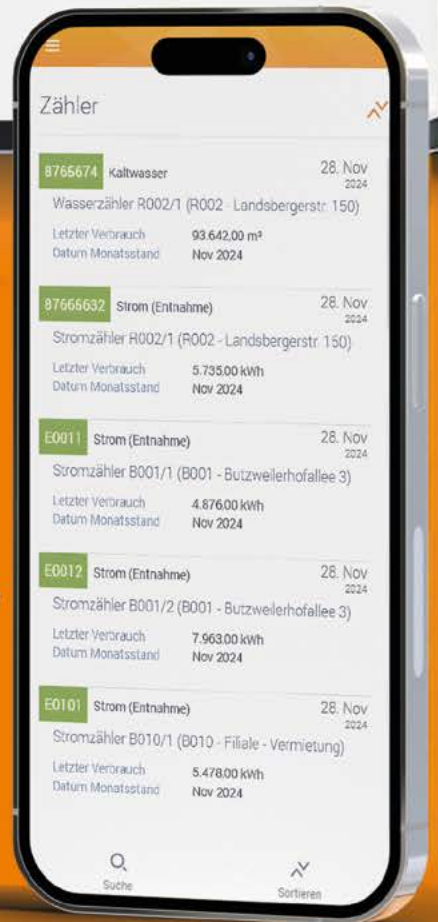 Zähler
8765674 Kaltwasser 28. Nov 2024
Wasserzähler R002/1 (R002 - Landsbergerstr. 150)
Letzter Verbrauch 93.642,00 m³
Datum Monatsstand Nov 2024
87665632 Strom (Entnahme) 28. Nov 2024
Stromzähler R002/1 (R002 - Landsbergerstr. 150)
Letzter Verbrauch 5.735,00 kWh
Datum Monatsstand Nov 2024
E0011 Strom (Entnahme) 28. Nov 2024
Stromzähler B001/1 (B001 - Butzweilerhofallee 3)
Letzter Verbrauch 4.876,00 kWh
Datum Monatsstand Nov 2024
E0012 Strom (Entnahme) 28. Nov 2024
Stromzähler B001/2 (B001 - Butzweilerhofallee 3)
Letzter Verbrauch 7.963,00 kWh
Datum Monatsstand Nov 2024
E0101 Strom (Entnahme) 28. Nov 2024
Stromzähler B010/1 (B010 - Filiale - Vermietung)
Letzter Verbrauch 5.478,00 kWh
Datum Monatsstand Nov 2024
Suche Sortieren